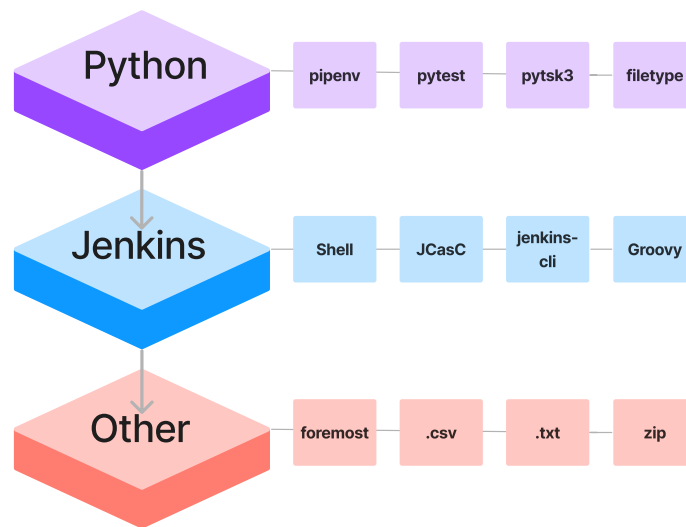 Python
pipenv
pytest
pytsk3
filetype
Jenkins
Shell
JCasC
jenkins-
cli
Groovy
Other
foremost
.csv
.txt
zip